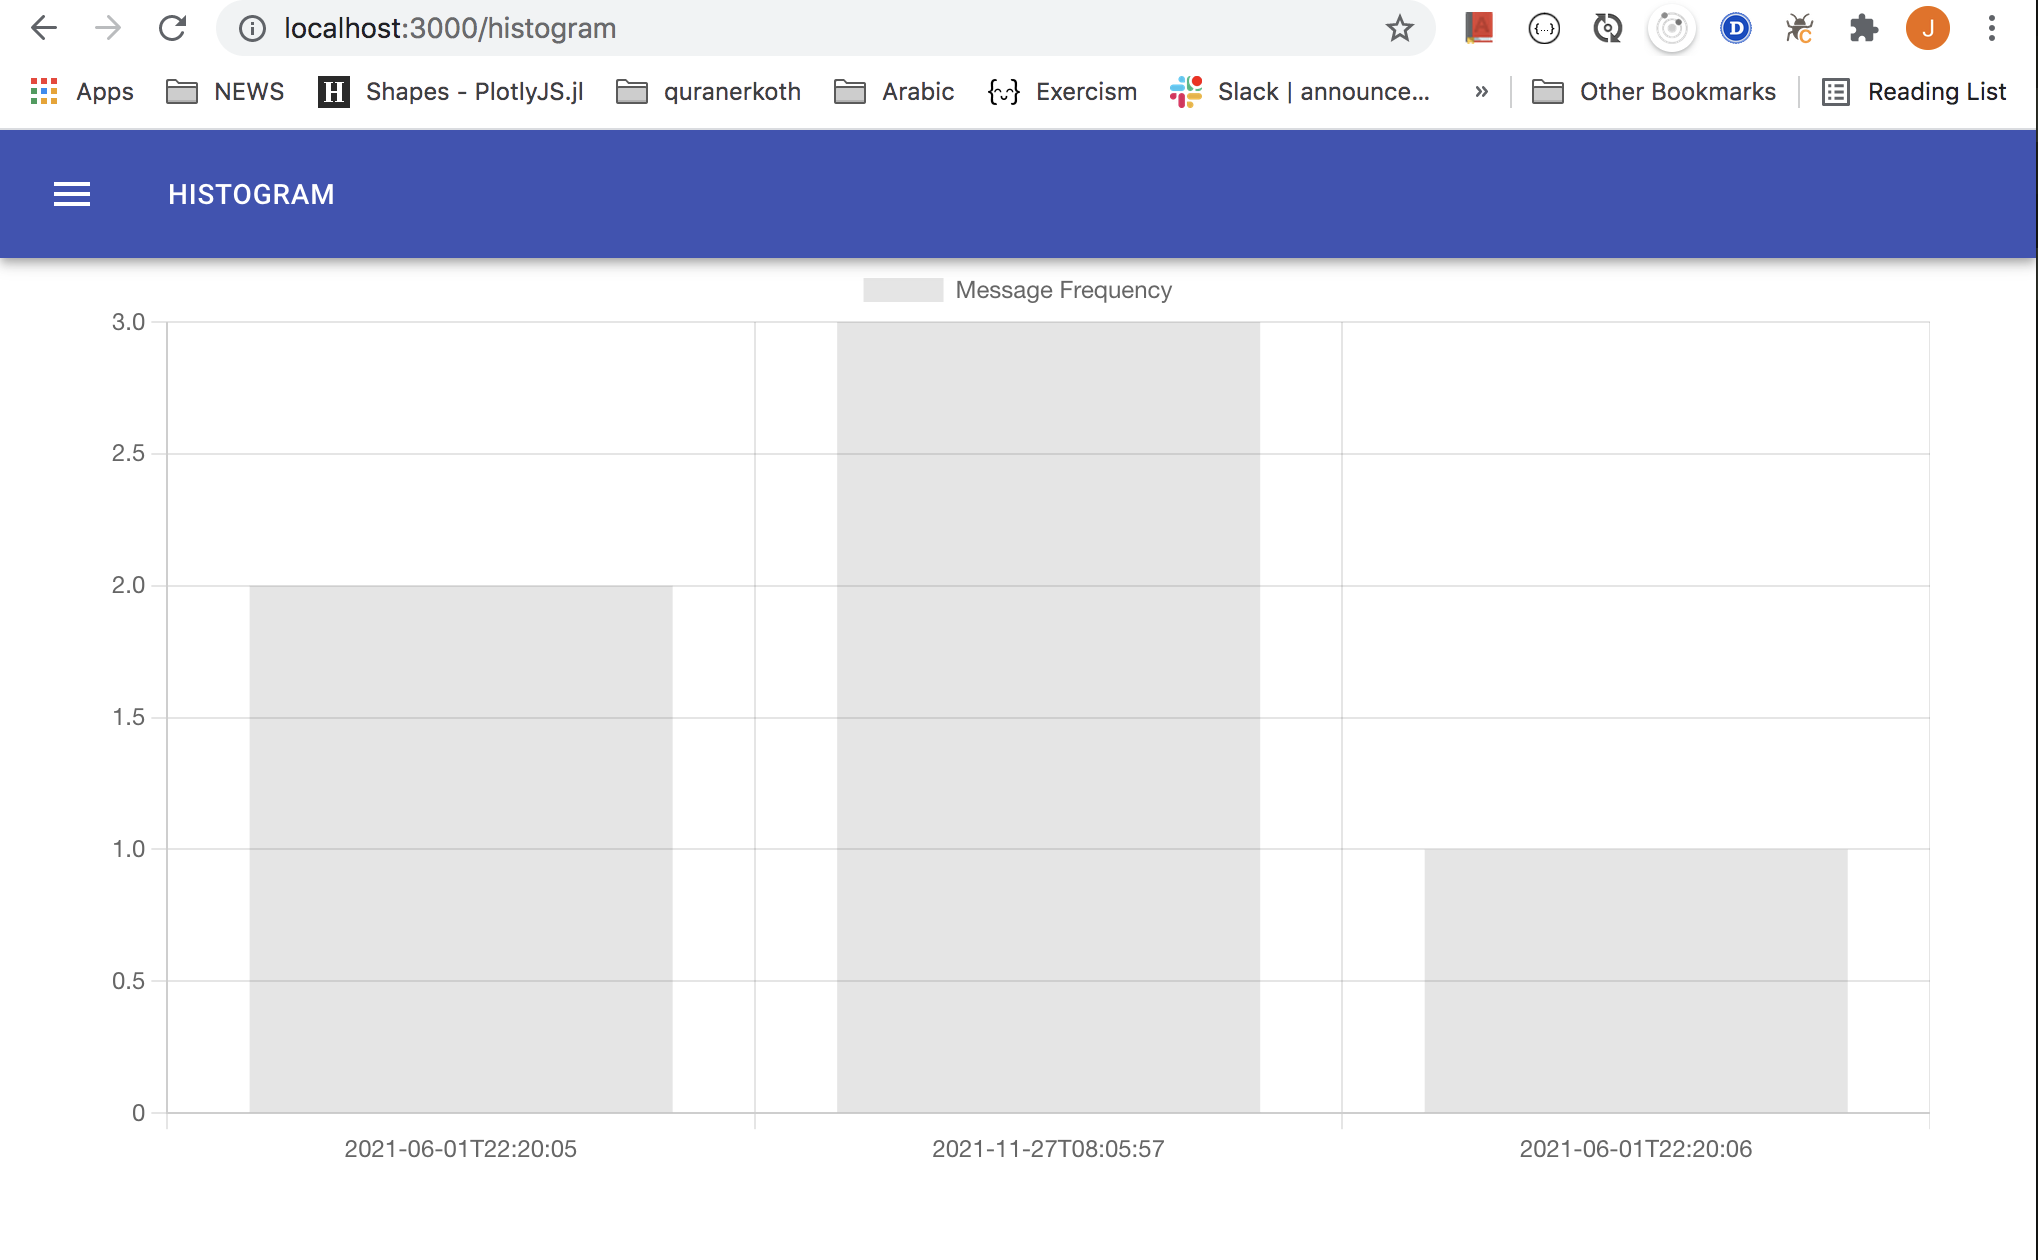 localhost:3000/histogram
A {...} D C J
Apps NEWS H Shapes - PlotlyJS.jl quranerkoth Arabic {} Exercism Slack | announce... » Other Bookmarks Reading List
HISTOGRAM
Message Frequency
3.0
2.5
2.0
1.5
1.0
0.5
0
2021-06-01T22:20:05 2021-11-27T08:05:57 2021-06-01T22:20:06